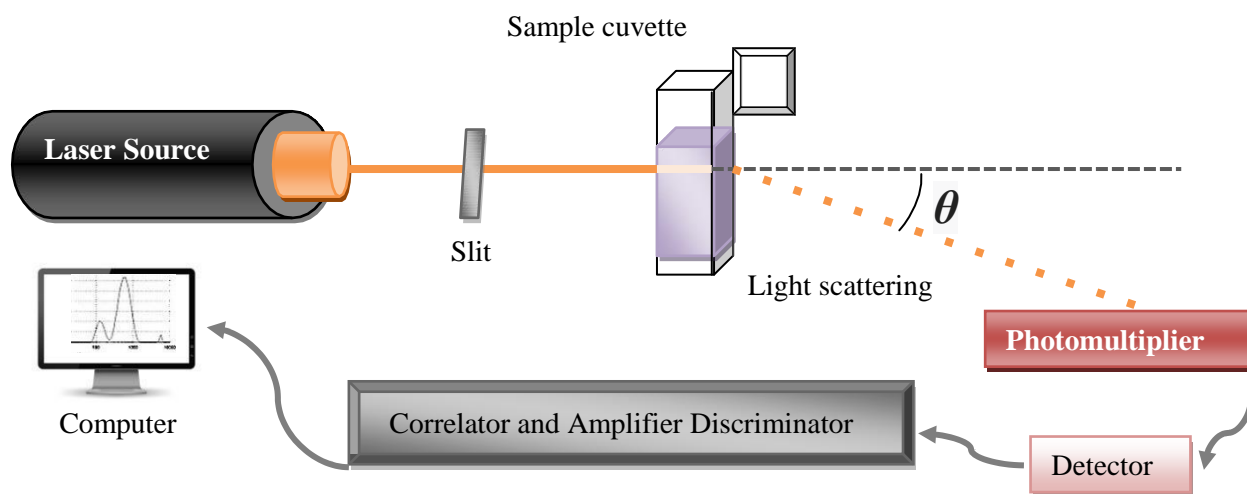 Sample cuvette
Laser Source
θ
Slit
Light scattering
Photomultiplier
Computer
Correlator and Amplifier Discriminator
Detector